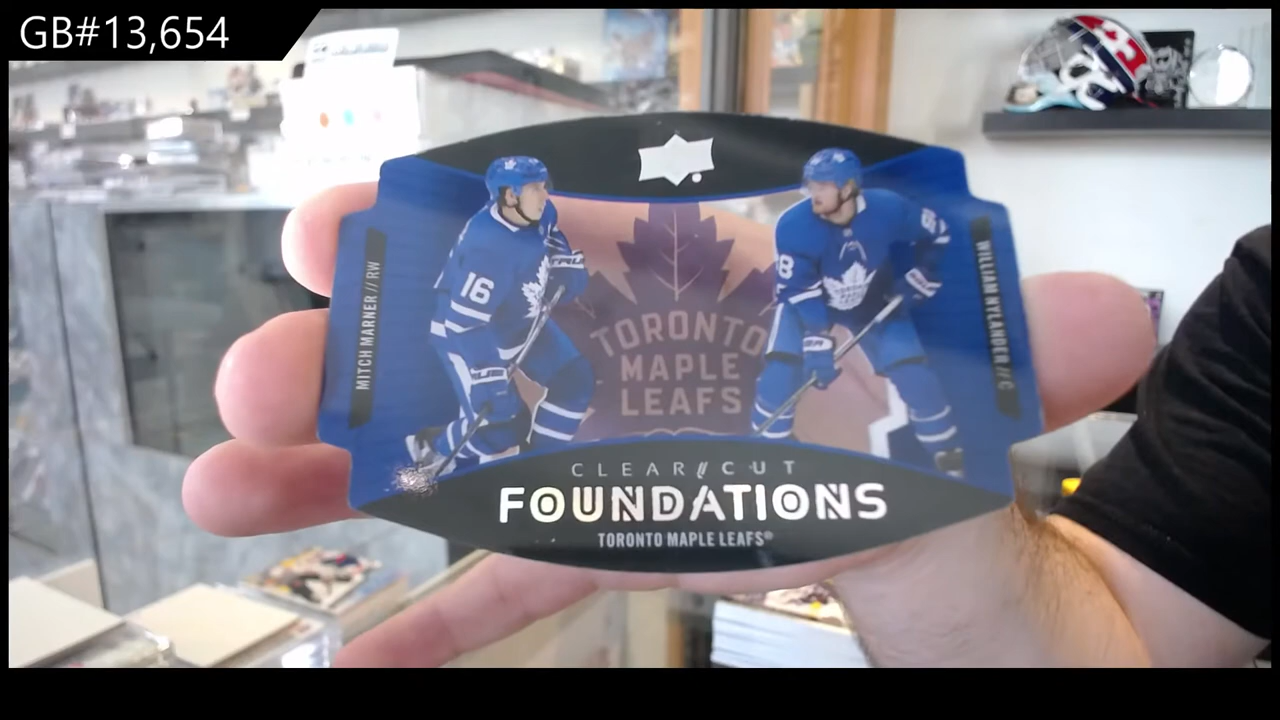 GB#13,654
MITCH MARNER // RW
16
TORONTO
MAPLE
LEAFS
WILLIAM NYLANDER // C
CLEAR CUT
FOUNDATIONS
TORONTO MAPLE LEAFS®